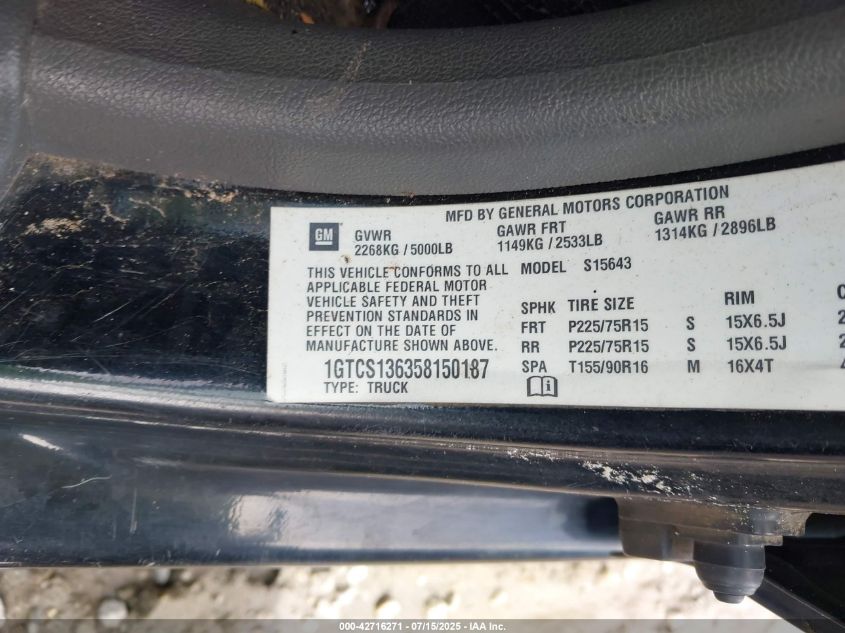 MFD BY GENERAL MOTORS CORPORATION
GM GVWR GAWR FRT GAWR RR
2268KG / 5000LB 1149KG / 2533LB 1314KG / 2896LB
THIS VEHICLE CONFORMS TO ALL MODEL S15643
APPLICABLE FEDERAL MOTOR
VEHICLE SAFETY AND THEFT SPHK TIRE SIZE RIM
PREVENTION STANDARDS IN FRT P225/75R15 S 15X6.5J
EFFECT ON THE DATE OF RR P225/75R15 S 15X6.5J
MANUFACTURE SHOWN ABOVE. SPA T155/90R16 M 16X4T
1GTCS136358150187
TYPE: TRUCK
000-42716271 - 07/15/2025 - IAA Inc.